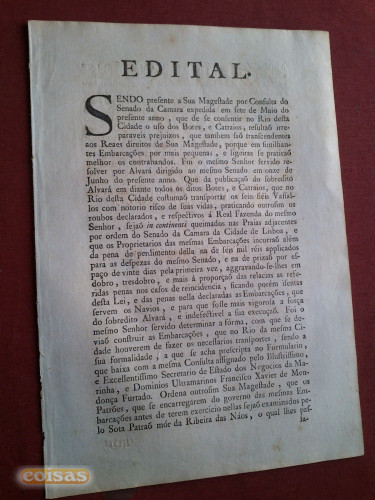 EDITAL.
SENDO presente a Sua Magestade por Consulta do
Senado da Camara expedida em sete de Maio do
presente anno, que de se consentir no Rio desta
Cidade o uso dos Botes, e Catraios, resultão irre-
paraveis prejuizos, que tambem são transcendentes
aos Reaes direitos de Sua Magestade, porque em similhan-
tes Embarcações por mais pequenas, e ligeiras se praticaõ
melhor os contrabandos. Foi o mesmo Senhor servido re-
solver por Alvará dirigido ao mesmo Senado em onze de
Junho do presente anno. Que da publicaçaõ do sobredito
Alvará em diante todos os ditos Botes, e Catraios, que no
Rio desta Cidade costumaõ transportar os seus fieis Vassal-
los com notorio risco de suas vidas, praticando outrosim os
roubos declarados, e respectivos á Real Fazenda do mesmo
Senhor, sejaõ in continenti queimados nas Praias adjacentes
por ordem do Senado da Camara da Cidade de Lisboa, e
que os Proprietarios das mesmas Embarcações incorraõ além
da pena de perdimento della na de seis mil réis applicados
para as despezas do mesmo Senado, e na de prizaõ por es-
paço de vinte dias pela primeira vez, aggravando-se-lhes em
dobro, tresdobro, e mais á proporçaõ das relacias as refe-
ridas penas nos casos de reincidencia, ficando porém isentas
desta Lei, e das penas nella declaradas as Embarcações, que
servem os Navios, e para que tosse mais vigorosa a força
do sobredito Alvará, e indefectivel a sua execuçaõ. Foi o
mesmo Senhor servido determinar a fórma, com que se de-
viaõ construir as Embarcações, que no Rio da mesma Ci-
dade houverem de fazer os necessarios transportes, sendo a
sua formalidade, a que se acha prescripta no Formulario,
que baixa com a mesma Consulta assignado pelo Illustrissimo,
e Excellentissimo Secretario de Estado dos Negocios da Ma-
rinha, e Dominios Ultramarinos Francisco Xavier de Men-
donça Furtado. Ordena outrosim Sua Magestade, que os
Patrões, que se encarregarem do governo das mesmas Em-
barcações antes de terem exercicio nellas sejaõ examinados pe-
lo Sota Patraõ mór da Ribeira das Náos, o qual lhes pas-
sa-
coisas